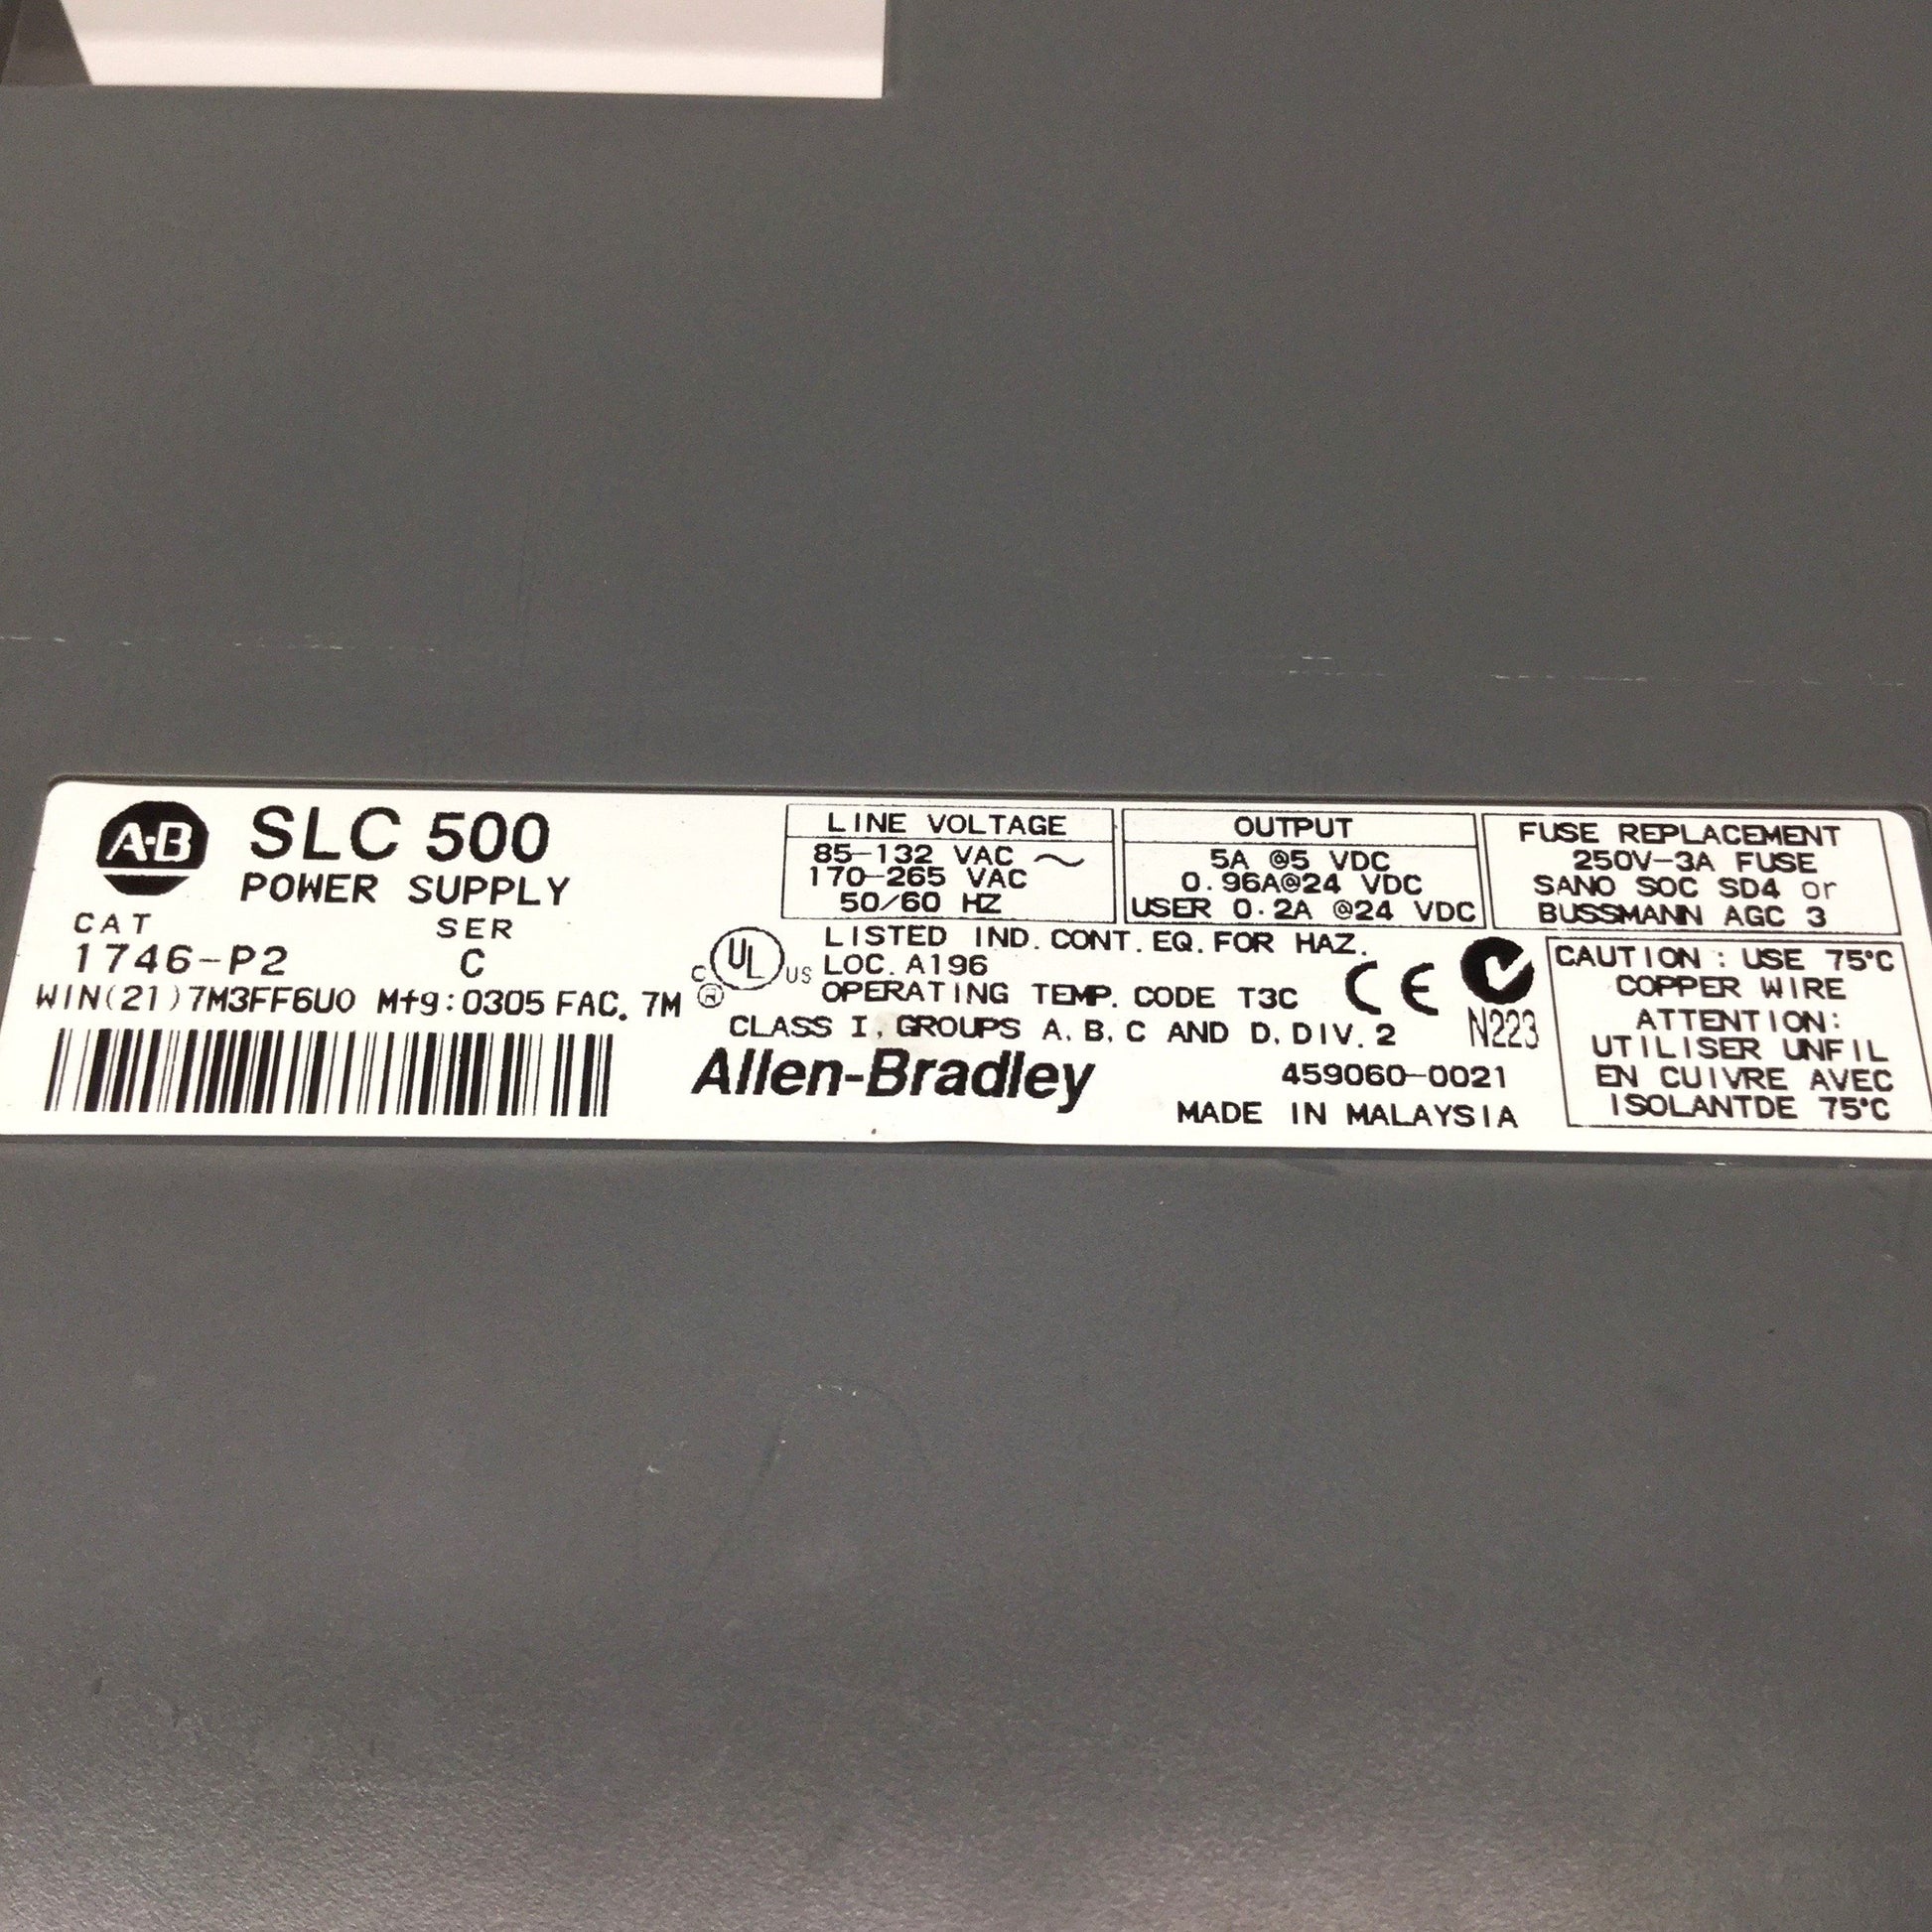 A-B
SLC 500
POWER SUPPLY
CAT SER
1746-P2 C
WIN(21)7M3FF6U0 Mfg:0305 FAC. 7M
LINE VOLTAGE
85-132 VAC ~
170-265 VAC
50/60 HZ
OUTPUT
5A @5 VDC
0.96A@24 VDC
USER 0.2A @24 VDC
FUSE REPLACEMENT
250V-3A FUSE
SANO SOC SD4 or
BUSSMANN AGC 3
C UL US
R
LISTED IND. CONT. EQ. FOR HAZ.
LOC. A196
OPERATING TEMP. CODE T3C
CLASS I, GROUPS A, B, C AND D, DIV. 2
CE
N223
Allen-Bradley
459060-0021
MADE IN MALAYSIA
CAUTION : USE 75°C
COPPER WIRE
ATTENTION:
UTILISER UNFIL
EN CUIVRE AVEC
ISOLANTDE 75°C